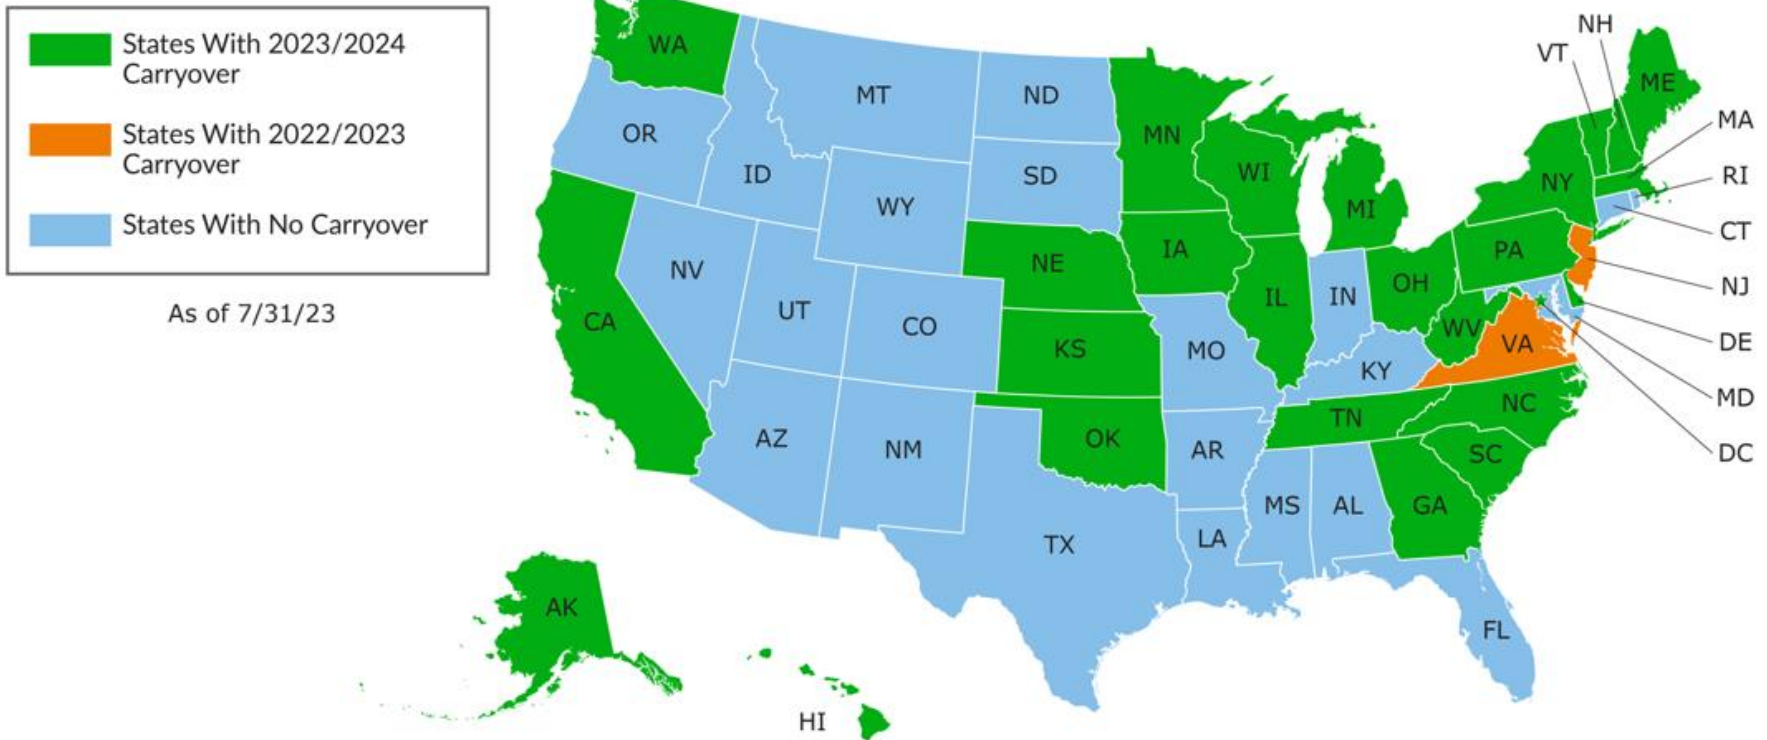 States With 2023/2024
Carryover
States With 2022/2023
Carryover
States With No Carryover
As of 7/31/23
NH
VT
WA
ME
MT
ND
MA
OR
MN
ID
SD
WI
NY
RI
WY
MI
CT
IA
PA
NE
NV
NJ
OH
IL
IN
UT
CA
CO
WV
VA
DE
KS
MO
KY
MD
NC
TN
AZ
OK
NM
AR
SC
DC
MS
AL
GA
TX
LA
AK
FL
HI